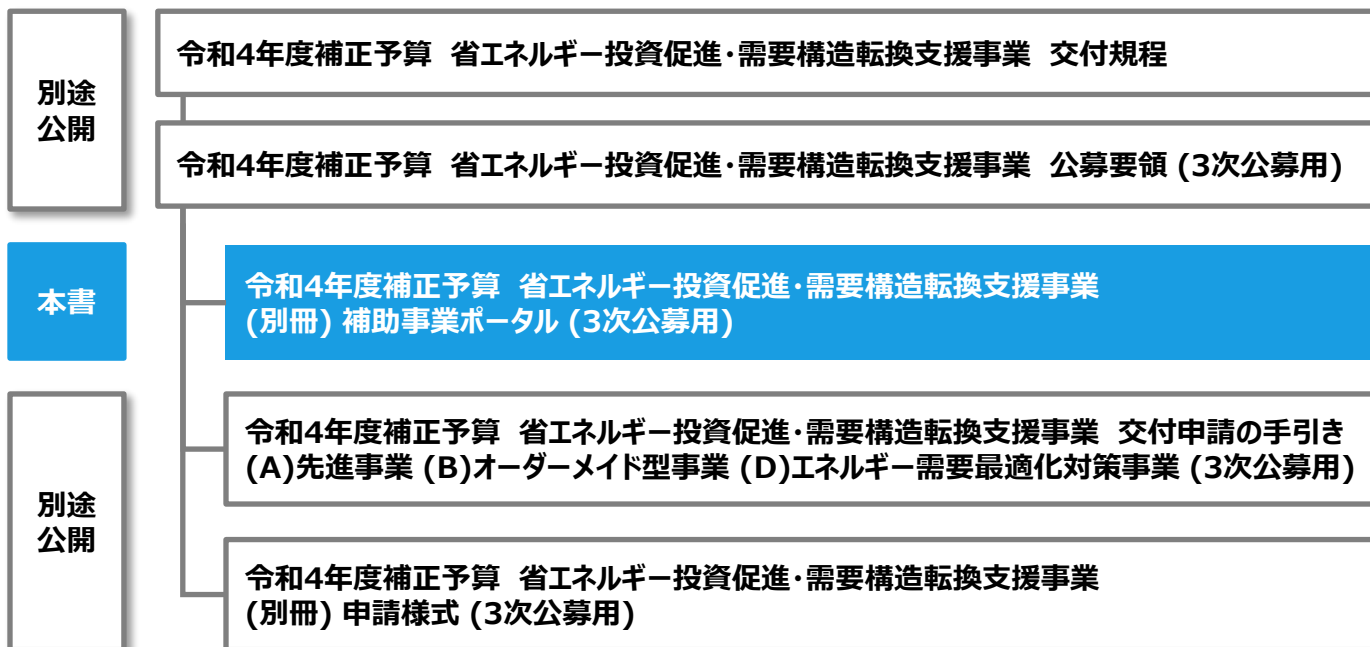 別途
公開
令和4年度補正予算 省エネルギー投資促進・需要構造転換支援事業 交付規程
令和4年度補正予算 省エネルギー投資促進・需要構造転換支援事業 公募要領 (3次公募用)
本書
令和4年度補正予算 省エネルギー投資促進・需要構造転換支援事業
(別冊) 補助事業ポータル (3次公募用)
別途
公開
令和4年度補正予算 省エネルギー投資促進・需要構造転換支援事業 交付申請の手引き
(A)先進事業 (B)オーダーメイド型事業 (D)エネルギー需要最適化対策事業 (3次公募用)
令和4年度補正予算 省エネルギー投資促進・需要構造転換支援事業
(別冊) 申請様式 (3次公募用)